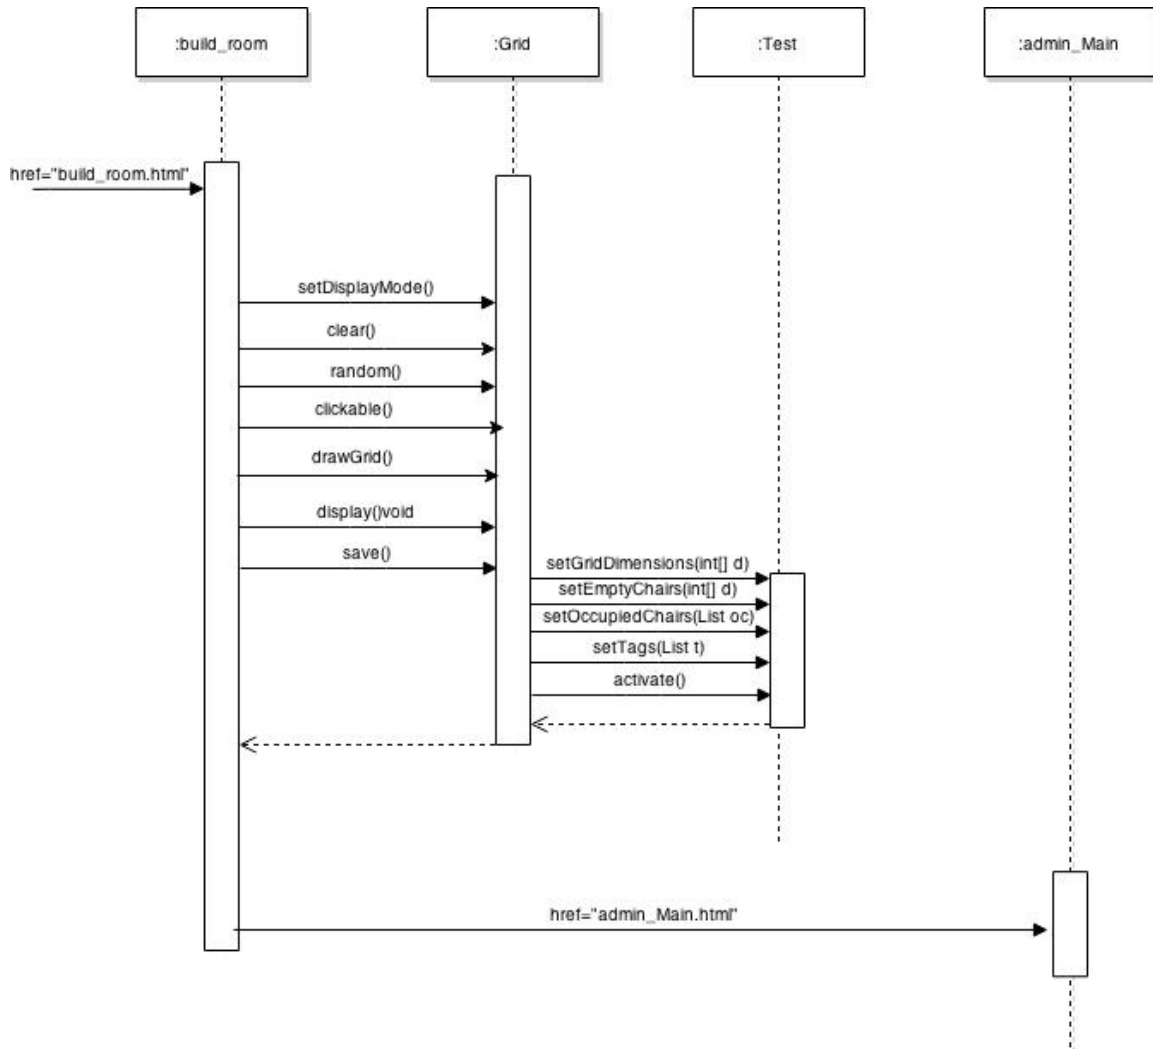 :build_room
:Grid
:Test
:admin_Main
href="build_room.html"
setDisplayMode()
clear()
random()
clickable()
drawGrid()
display()void
save()
setGridDimensions(int[] d)
setEmptyChairs(int[] d)
setOccupiedChairs(List oc)
setTags(List t)
activate()
href="admin_Main.html"